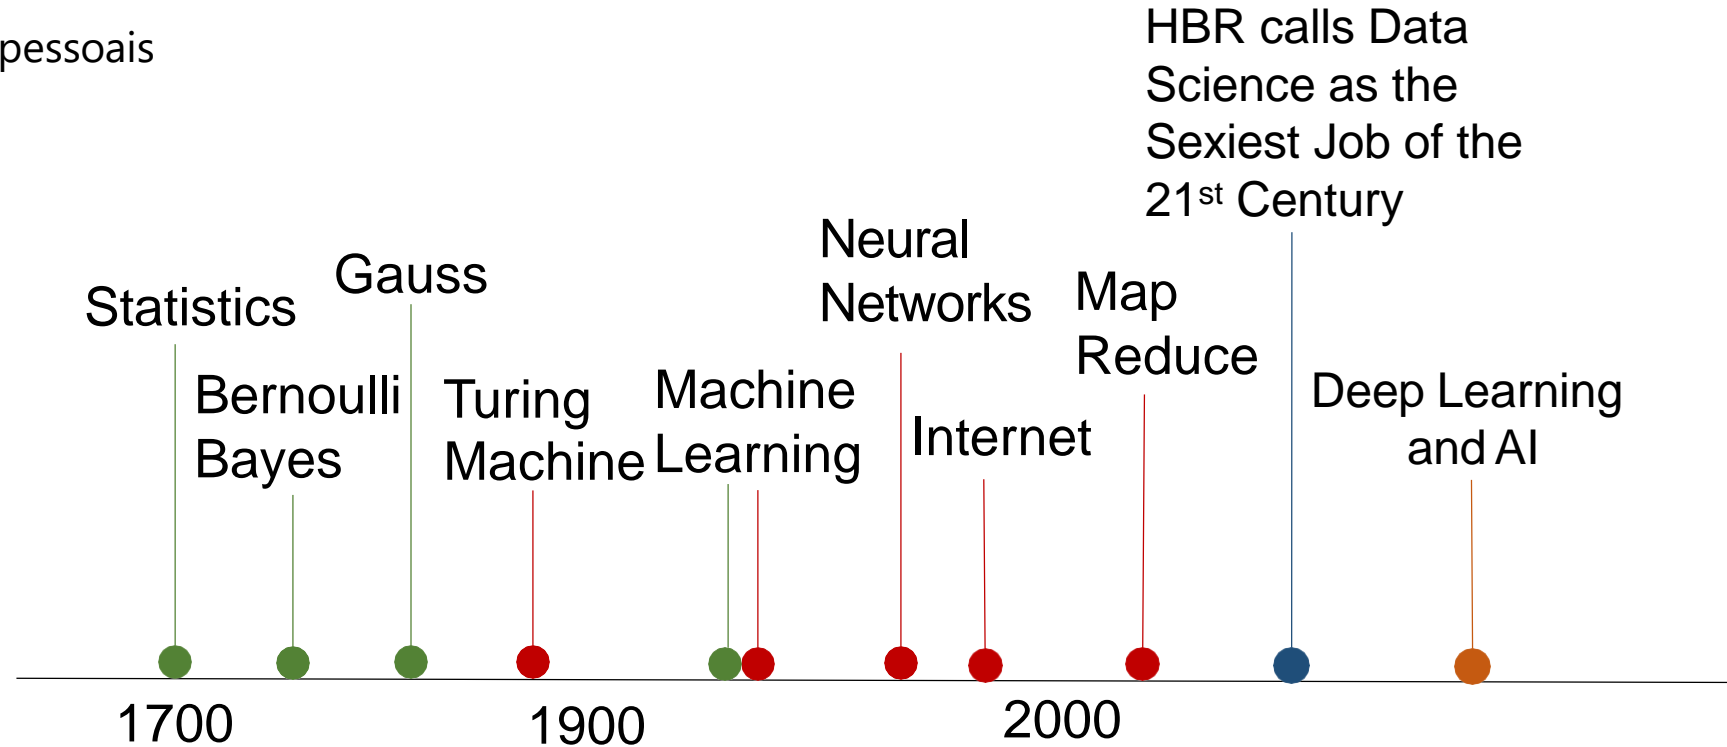 pessoais
HBR calls Data
Science as the
Sexiest Job of the
21st Century
Neural
Networks
Gauss
Statistics
Map
Reduce
Bernoulli
Bayes
Turing
Machine
Machine
Learning
Internet
Deep Learning
and AI
1700
1900
2000